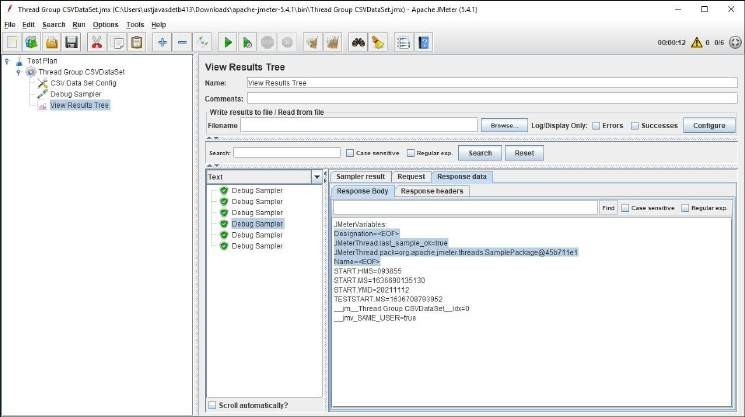 Thread Group CSVDataSet.jmx (C:\Users\ustjavasdetb413\Downloads\apache-jmeter-5.4.1\bin\Thread Group CSVDataSet.jmx) - Apache JMeter (5.4.1)
File Edit Search Run Options Tools Help
00:00:12 0 0/6
Test Plan
Thread Group CSVDataSet
CSV Data Set Config
Debug Sampler
View Results Tree
View Results Tree
Name: View Results Tree
Comments:
Write results to file / Read from file
Filename Browse... Log/Display Only: Errors Successes Configure
Search: Case sensitive Regular exp. Search Reset
Text
Debug Sampler
Debug Sampler
Debug Sampler
Debug Sampler
Debug Sampler
Debug Sampler
Scroll automatically?
Sampler result Request Response data
Response Body Response headers
Find Case sensitive Regular exp.
JMeterVariables:
Designation=<EOF>
JMeterThread.last_sample_ok=true
JMeterThread.pack=org.apache.jmeter.threads.SamplePackage@45b711e1
Name=<EOF>
START.HMS=093855
START.MS=1636690135130
START.YMD=20211112
TESTSTART.MS=1636708783952
__jm__Thread Group CSVDataSet__idx=0
__jmv_SAME_USER=true